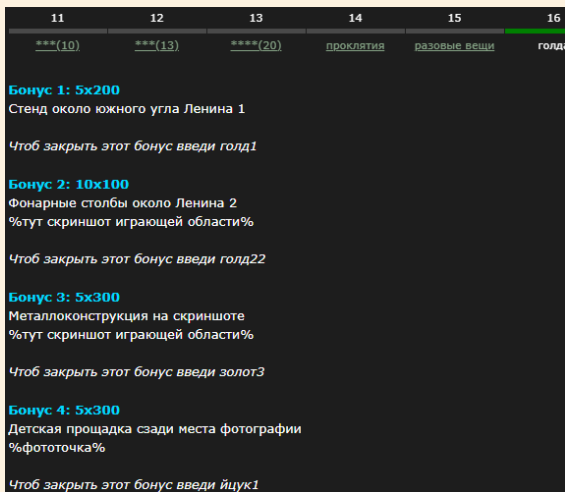 11 12 13 14 15 16
***(10) ***(13) ****(20) проклятия разовые вещи голда
Бонус 1: 5x200
Стенд около южного угла Ленина 1
Чтоб закрыть этот бонус введи голд1
Бонус 2: 10x100
Фонарные столбы около Ленина 2
%тут скриншот играющей области%
Чтоб закрыть этот бонус введи голд22
Бонус 3: 5x300
Металлоконструкция на скриншоте
%тут скриншот играющей области%
Чтоб закрыть этот бонус введи золот3
Бонус 4: 5x300
Детская прощадка сзади места фотографии
%фототочка%
Чтоб закрыть этот бонус введи йцук1